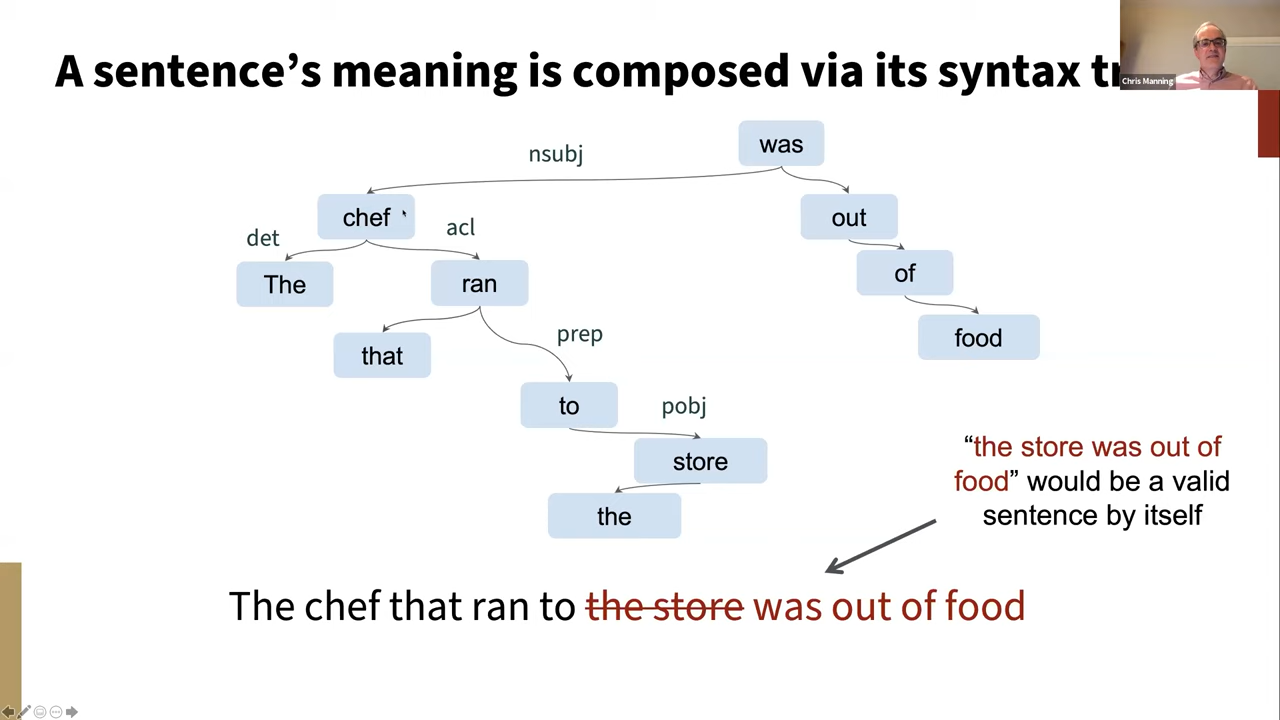 A sentence's meaning is composed via its syntax
Chris Manning
was
nsubj
chef
out
det
acl
The
ran
of
that
prep
food
to
pobj
store
the
“the store was out of
food” would be a valid
sentence by itself
The chef that ran to the store was out of food